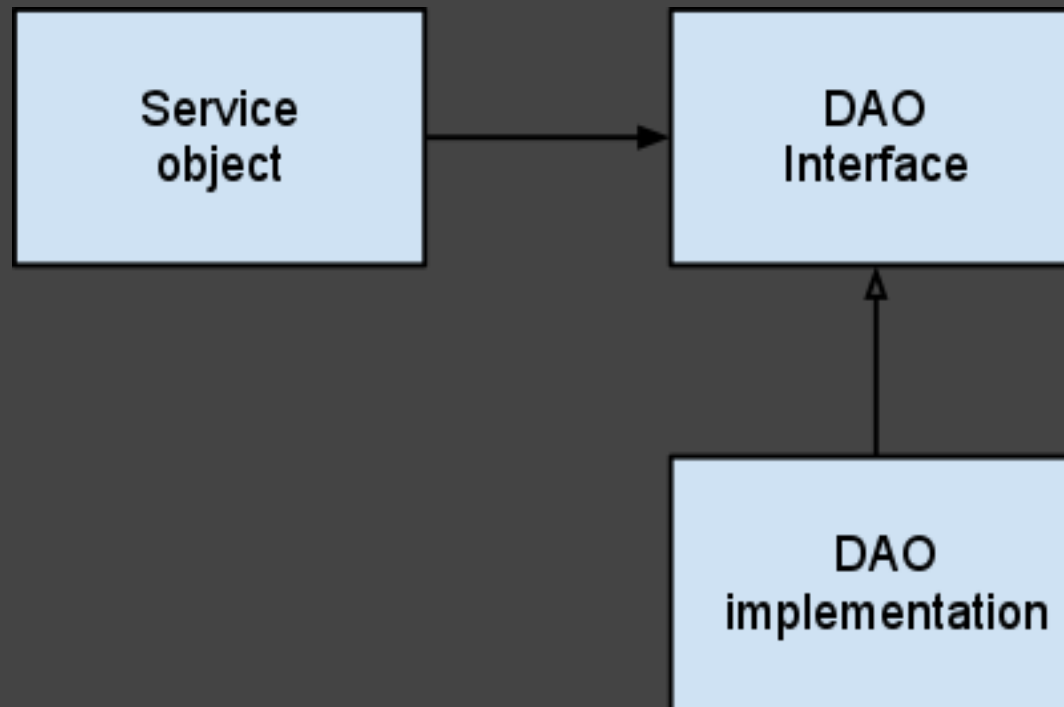 Service
object
DAO
Interface
DAO
implementation